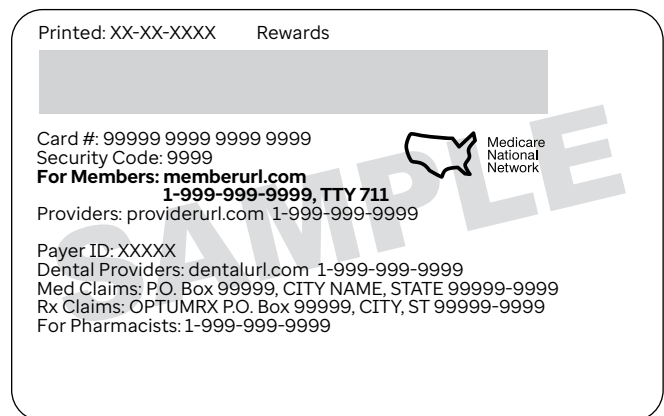 Printed: XX-XX-XXXX Rewards
Card #: 99999 9999 9999 9999
Security Code: 9999
Medicare
National
Network
For Members: memberurl.com
1-999-999-9999, TTY 711
Providers: providerurl.com 1-999-999-9999
Payer ID: XXXXX
Dental Providers: dentalurl.com 1-999-999-9999
Med Claims: P.O. Box 99999, CITY NAME, STATE 99999-9999
Rx Claims: OPTUMRX P.O. Box 99999, CITY, ST 99999-9999
For Pharmacists: 1-999-999-9999
SAMPLE